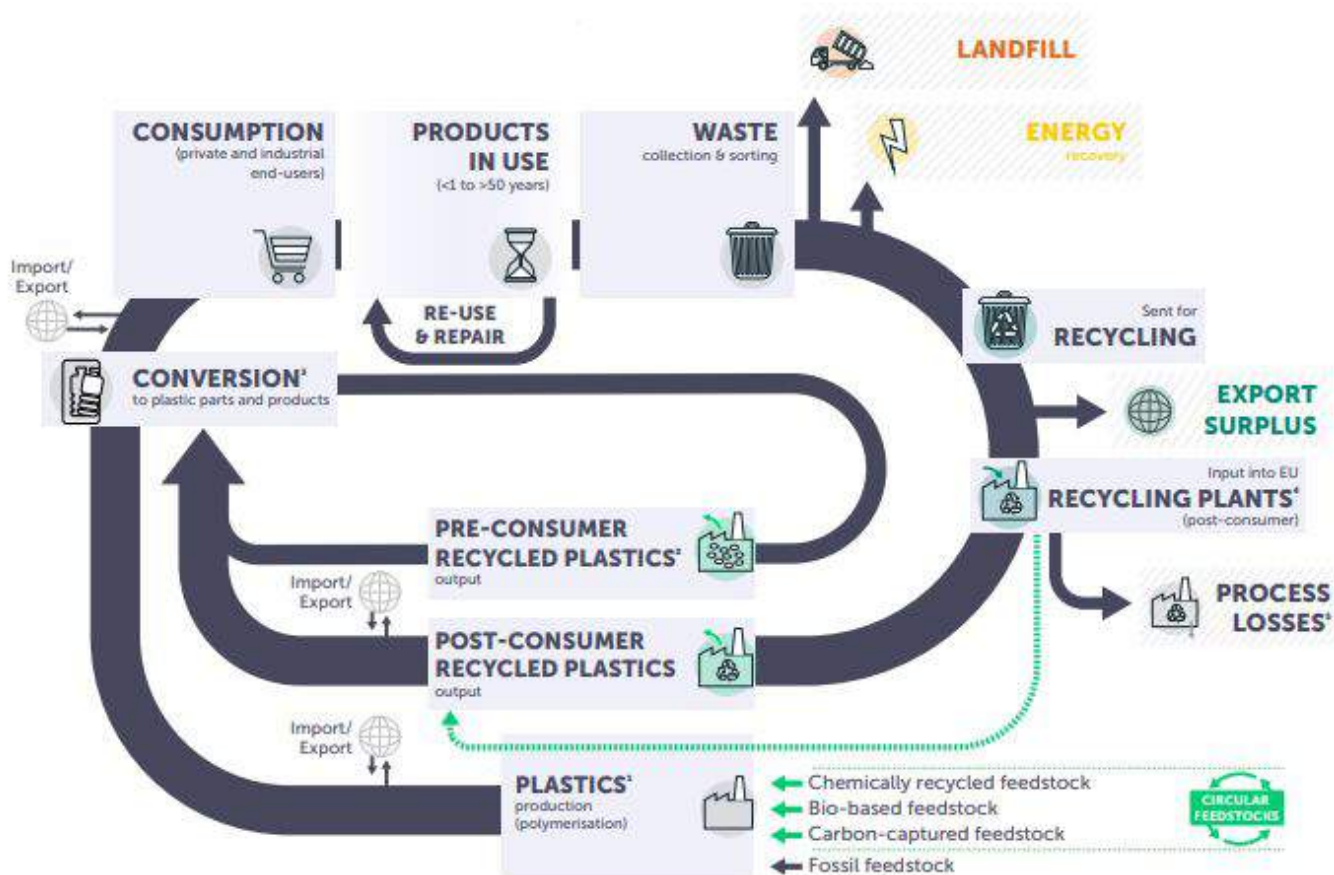 LANDFILL
ENERGY
recovery
CONSUMPTION
(private and industrial
end-users)
PRODUCTS
IN USE
(<1 to >50 years)
WASTE
collection & sorting
Import/
Export
RE-USE
& REPAIR
Sent for
RECYCLING
CONVERSION³
to plastic parts and products
EXPORT
SURPLUS
Input into EU
RECYCLING PLANTS⁴
(post-consumer)
PRE-CONSUMER
RECYCLED PLASTICS²
output
Import/
Export
PROCESS
LOSSES⁵
POST-CONSUMER
RECYCLED PLASTICS
output
Import/
Export
PLASTICS¹
production
(polymerisation)
Chemically recycled feedstock
Bio-based feedstock
Carbon-captured feedstock
Fossil feedstock
CIRCULAR
FEEDSTOCKS